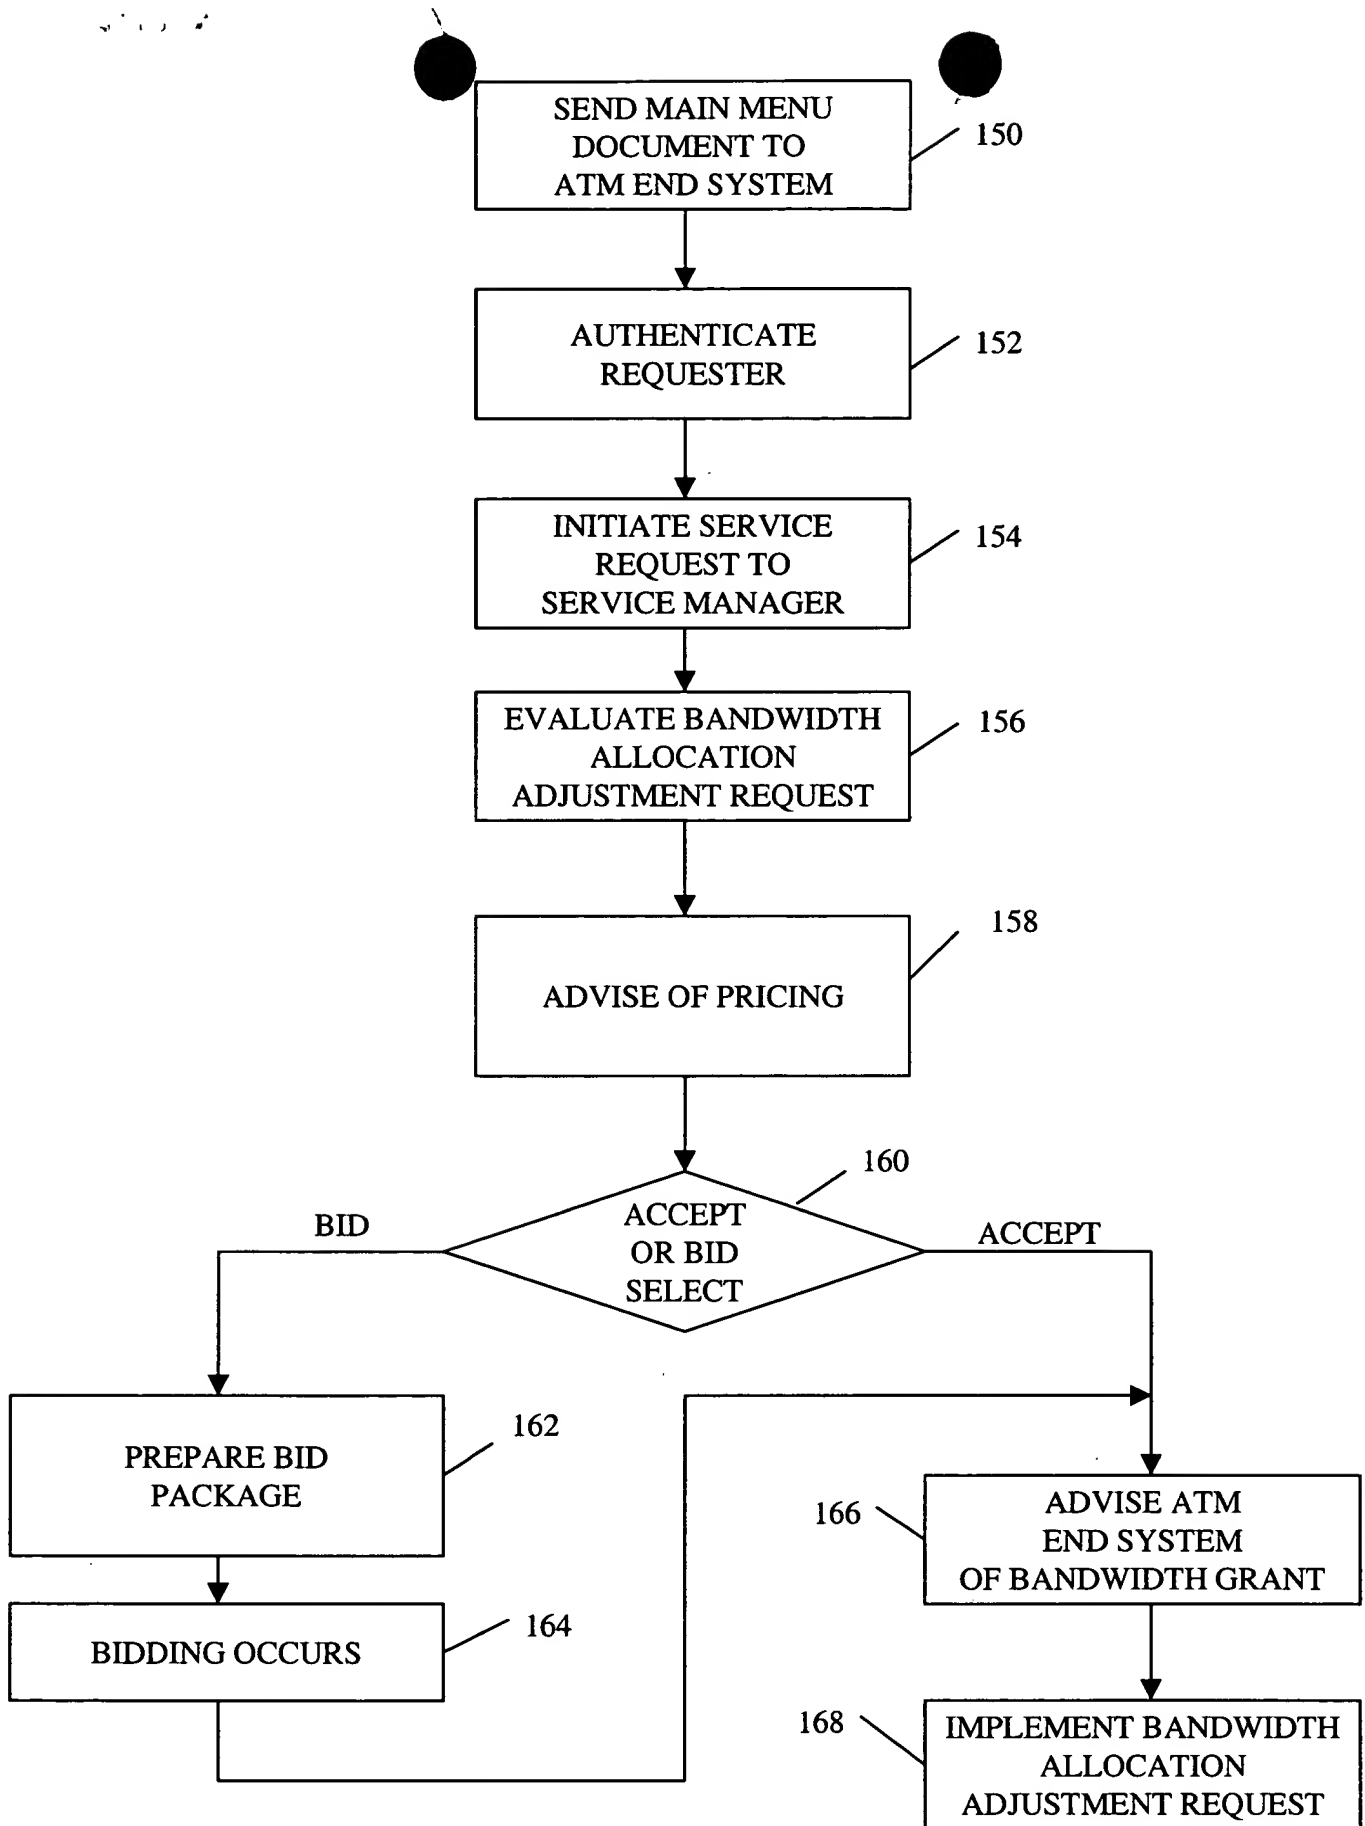 SEND MAIN MENU
DOCUMENT TO
ATM END SYSTEM
150
AUTHENTICATE
REQUESTER
152
INITIATE SERVICE
REQUEST TO
SERVICE MANAGER
154
EVALUATE BANDWIDTH
ALLOCATION
ADJUSTMENT REQUEST
156
ADVISE OF PRICING
158
ACCEPT
OR BID
SELECT
160
BID
ACCEPT
PREPARE BID
PACKAGE
162
BIDDING OCCURS
164
ADVISE ATM
END SYSTEM
OF BANDWIDTH GRANT
166
IMPLEMENT BANDWIDTH
ALLOCATION
ADJUSTMENT REQUEST
168